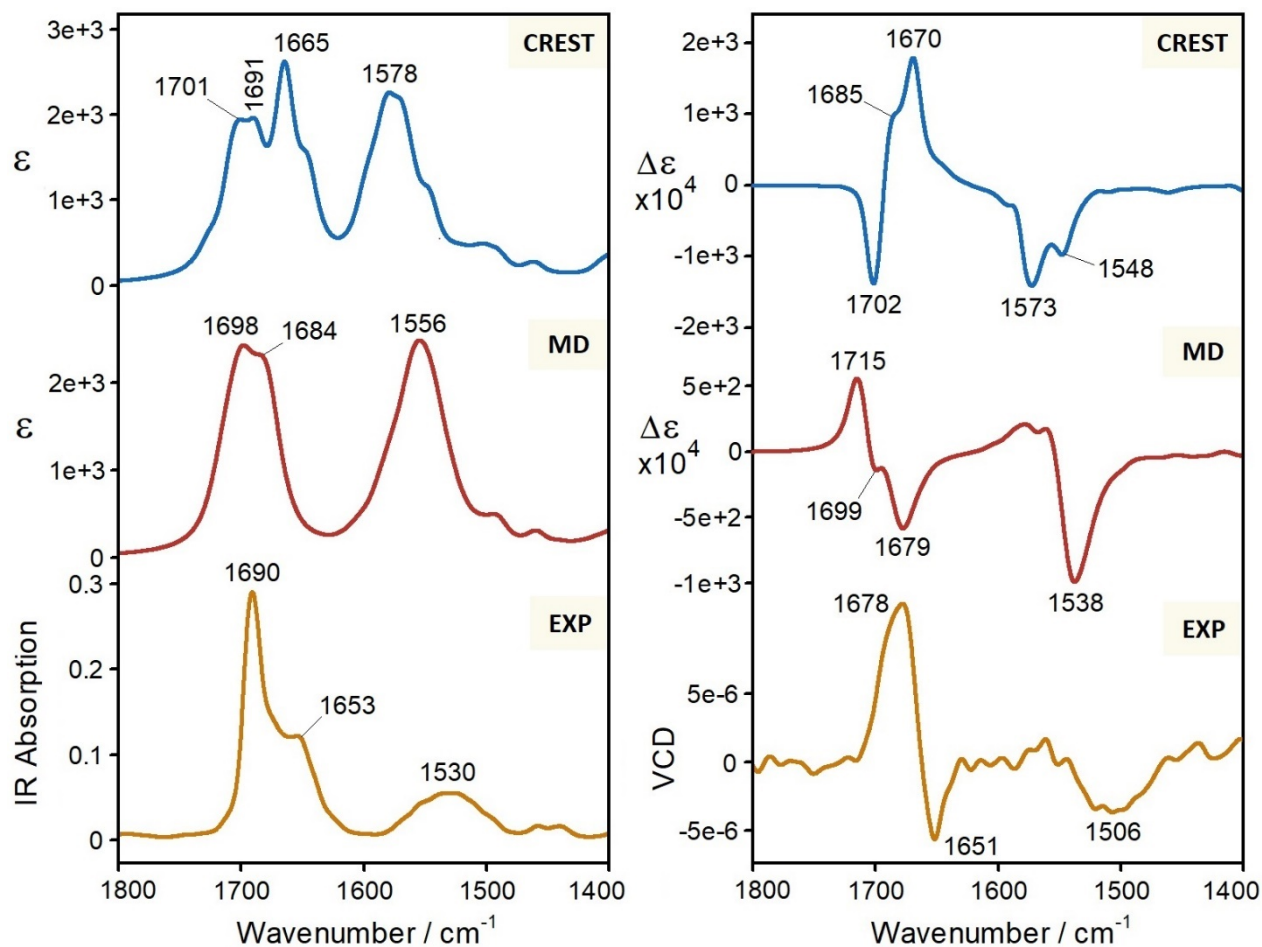 3e+3
2e+3
1e+3
0
ε
1701
1691
1665
1578
CREST
2e+3
1e+3
0
ε
1698
1684
1556
MD
0.3
0.2
0.1
0
IR Absorption
1690
1653
1530
EXP
1800
1700
1600
1500
1400
Wavenumber / cm⁻¹
2e+3
1e+3
0
-1e+3
-2e+3
Δε
x10⁴
1685
1670
1702
1573
1548
CREST
5e+2
0
-5e+2
-1e+3
Δε
x10⁴
1715
1699
1679
1538
MD
5e-6
0
-5e-6
VCD
1678
1651
1506
EXP
1800
1700
1600
1500
1400
Wavenumber / cm⁻¹